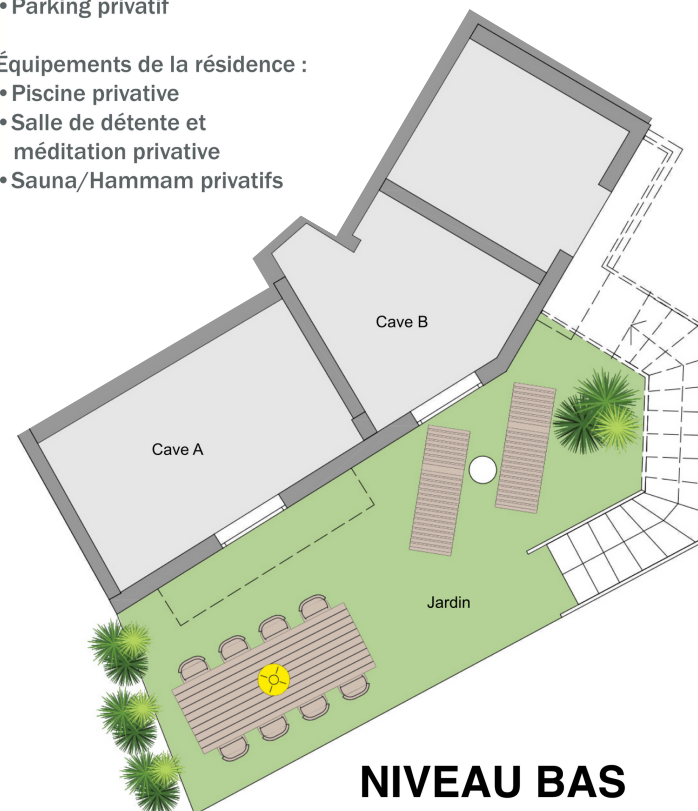 •Parking privatif
Équipements de la résidence :
•Piscine privative
•Salle de détente et
méditation privative
•Sauna/Hammam privatifs
Cave B
Cave A
Jardin
NIVEAU BAS